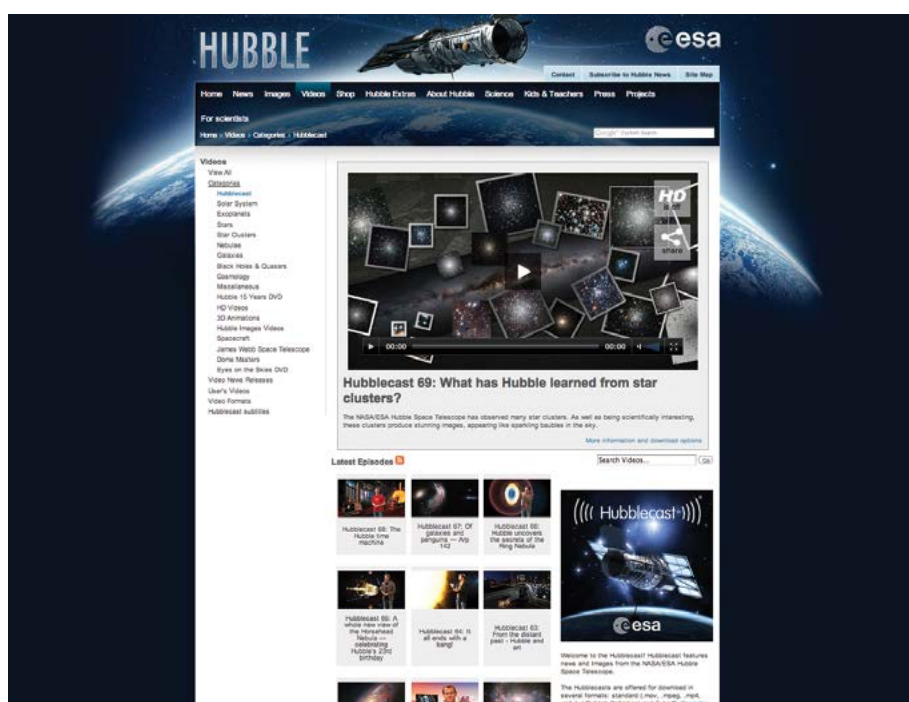 HUBBLE
esa
Contact Subscribe to Hubble News Site Map
Home News Images Videos Shop Hubble Extras About Hubble Science Kids & Teachers Press Projects
For scientists
Home » Videos » Categories » Hubblecast
Videos
View All
Categories
Hubblecast
Solar System
Exoplanets
Stars
Star Clusters
Nebulae
Galaxies
Black Holes & Quasars
Cosmology
Miscellaneous
Hubble 15 Years DVD
HD Videos
3D Animations
Hubble Images Videos
Spacecraft
James Webb Space Telescope
Dome Masters
Eyes on the Skies DVD
Video News Releases
User's Videos
Video Formats
Hubblecast subtitles
HD
is off
share
00:00 00:00
Hubblecast 69: What has Hubble learned from star
clusters?
The NASA/ESA Hubble Space Telescope has observed many star clusters. As well as being scientifically interesting,
these clusters produce stunning images, appearing like sparkling baubles in the sky.
More information and download options
Latest Episodes
Search Videos... Go
Hubblecast 68: The
Hubble time
machine
Hubblecast 67: Of
galaxies and
penguins — Arp
142
Hubblecast 66:
Hubble uncovers
the secrets of the
Ring Nebula
Hubblecast 65: A
whole new view of
the Horsehead
Nebula —
celebrating
Hubble's 23rd
birthday
Hubblecast 64: It
all ends with a
bang!
Hubblecast 63:
From the distant
past - Hubble and
art
Hubblecast
esa
Welcome to the Hubblecast! Hubblecast features
news and Images from the NASA/ESA Hubble
Space Telescope.
The Hubblecasts are offered for download in
several formats: standard (.mov, .mpeg, .mp4,